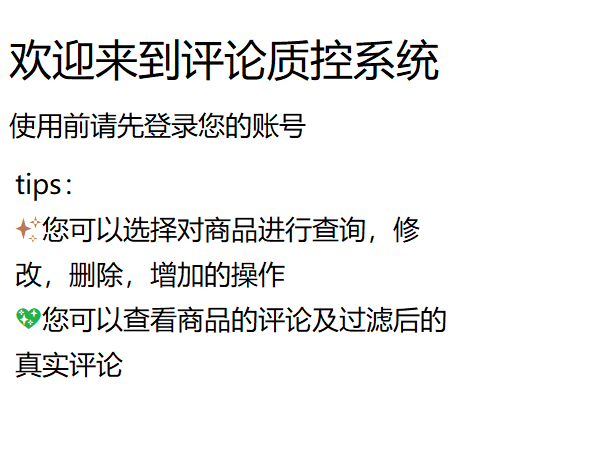 欢迎来到评论质控系统
使用前请先登录您的账号
tips：
✨您可以选择对商品进行查询，修
改，删除，增加的操作
💖您可以查看商品的评论及过滤后的
真实评论